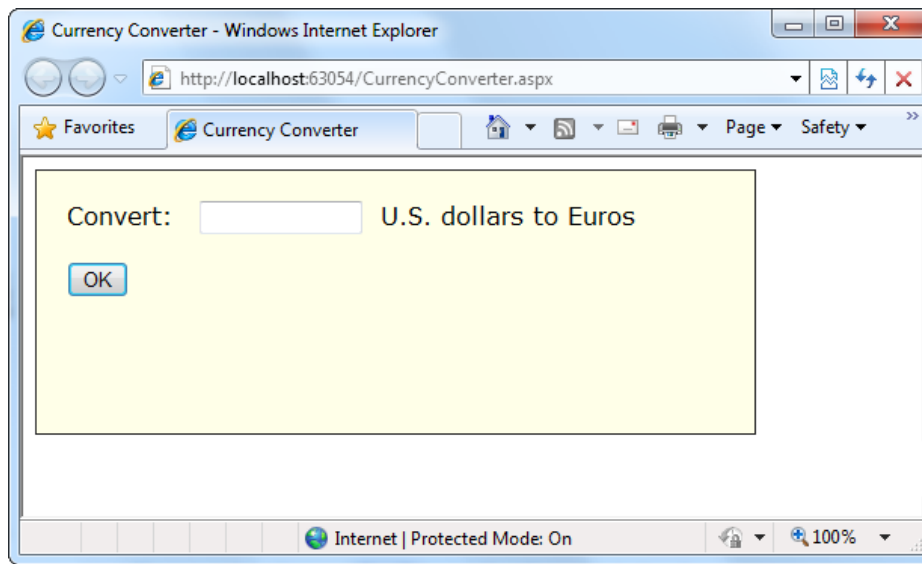 Currency Converter - Windows Internet Explorer
http://localhost:63054/CurrencyConverter.aspx
Favorites Currency Converter Page Safety »
Convert: U.S. dollars to Euros
OK
Internet | Protected Mode: On 100%